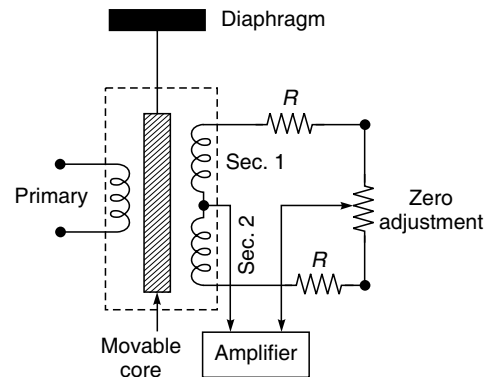 Diaphragm
R
Sec. 1
Primary
Zero
adjustment
Sec. 2
R
Movable
core
Amplifier